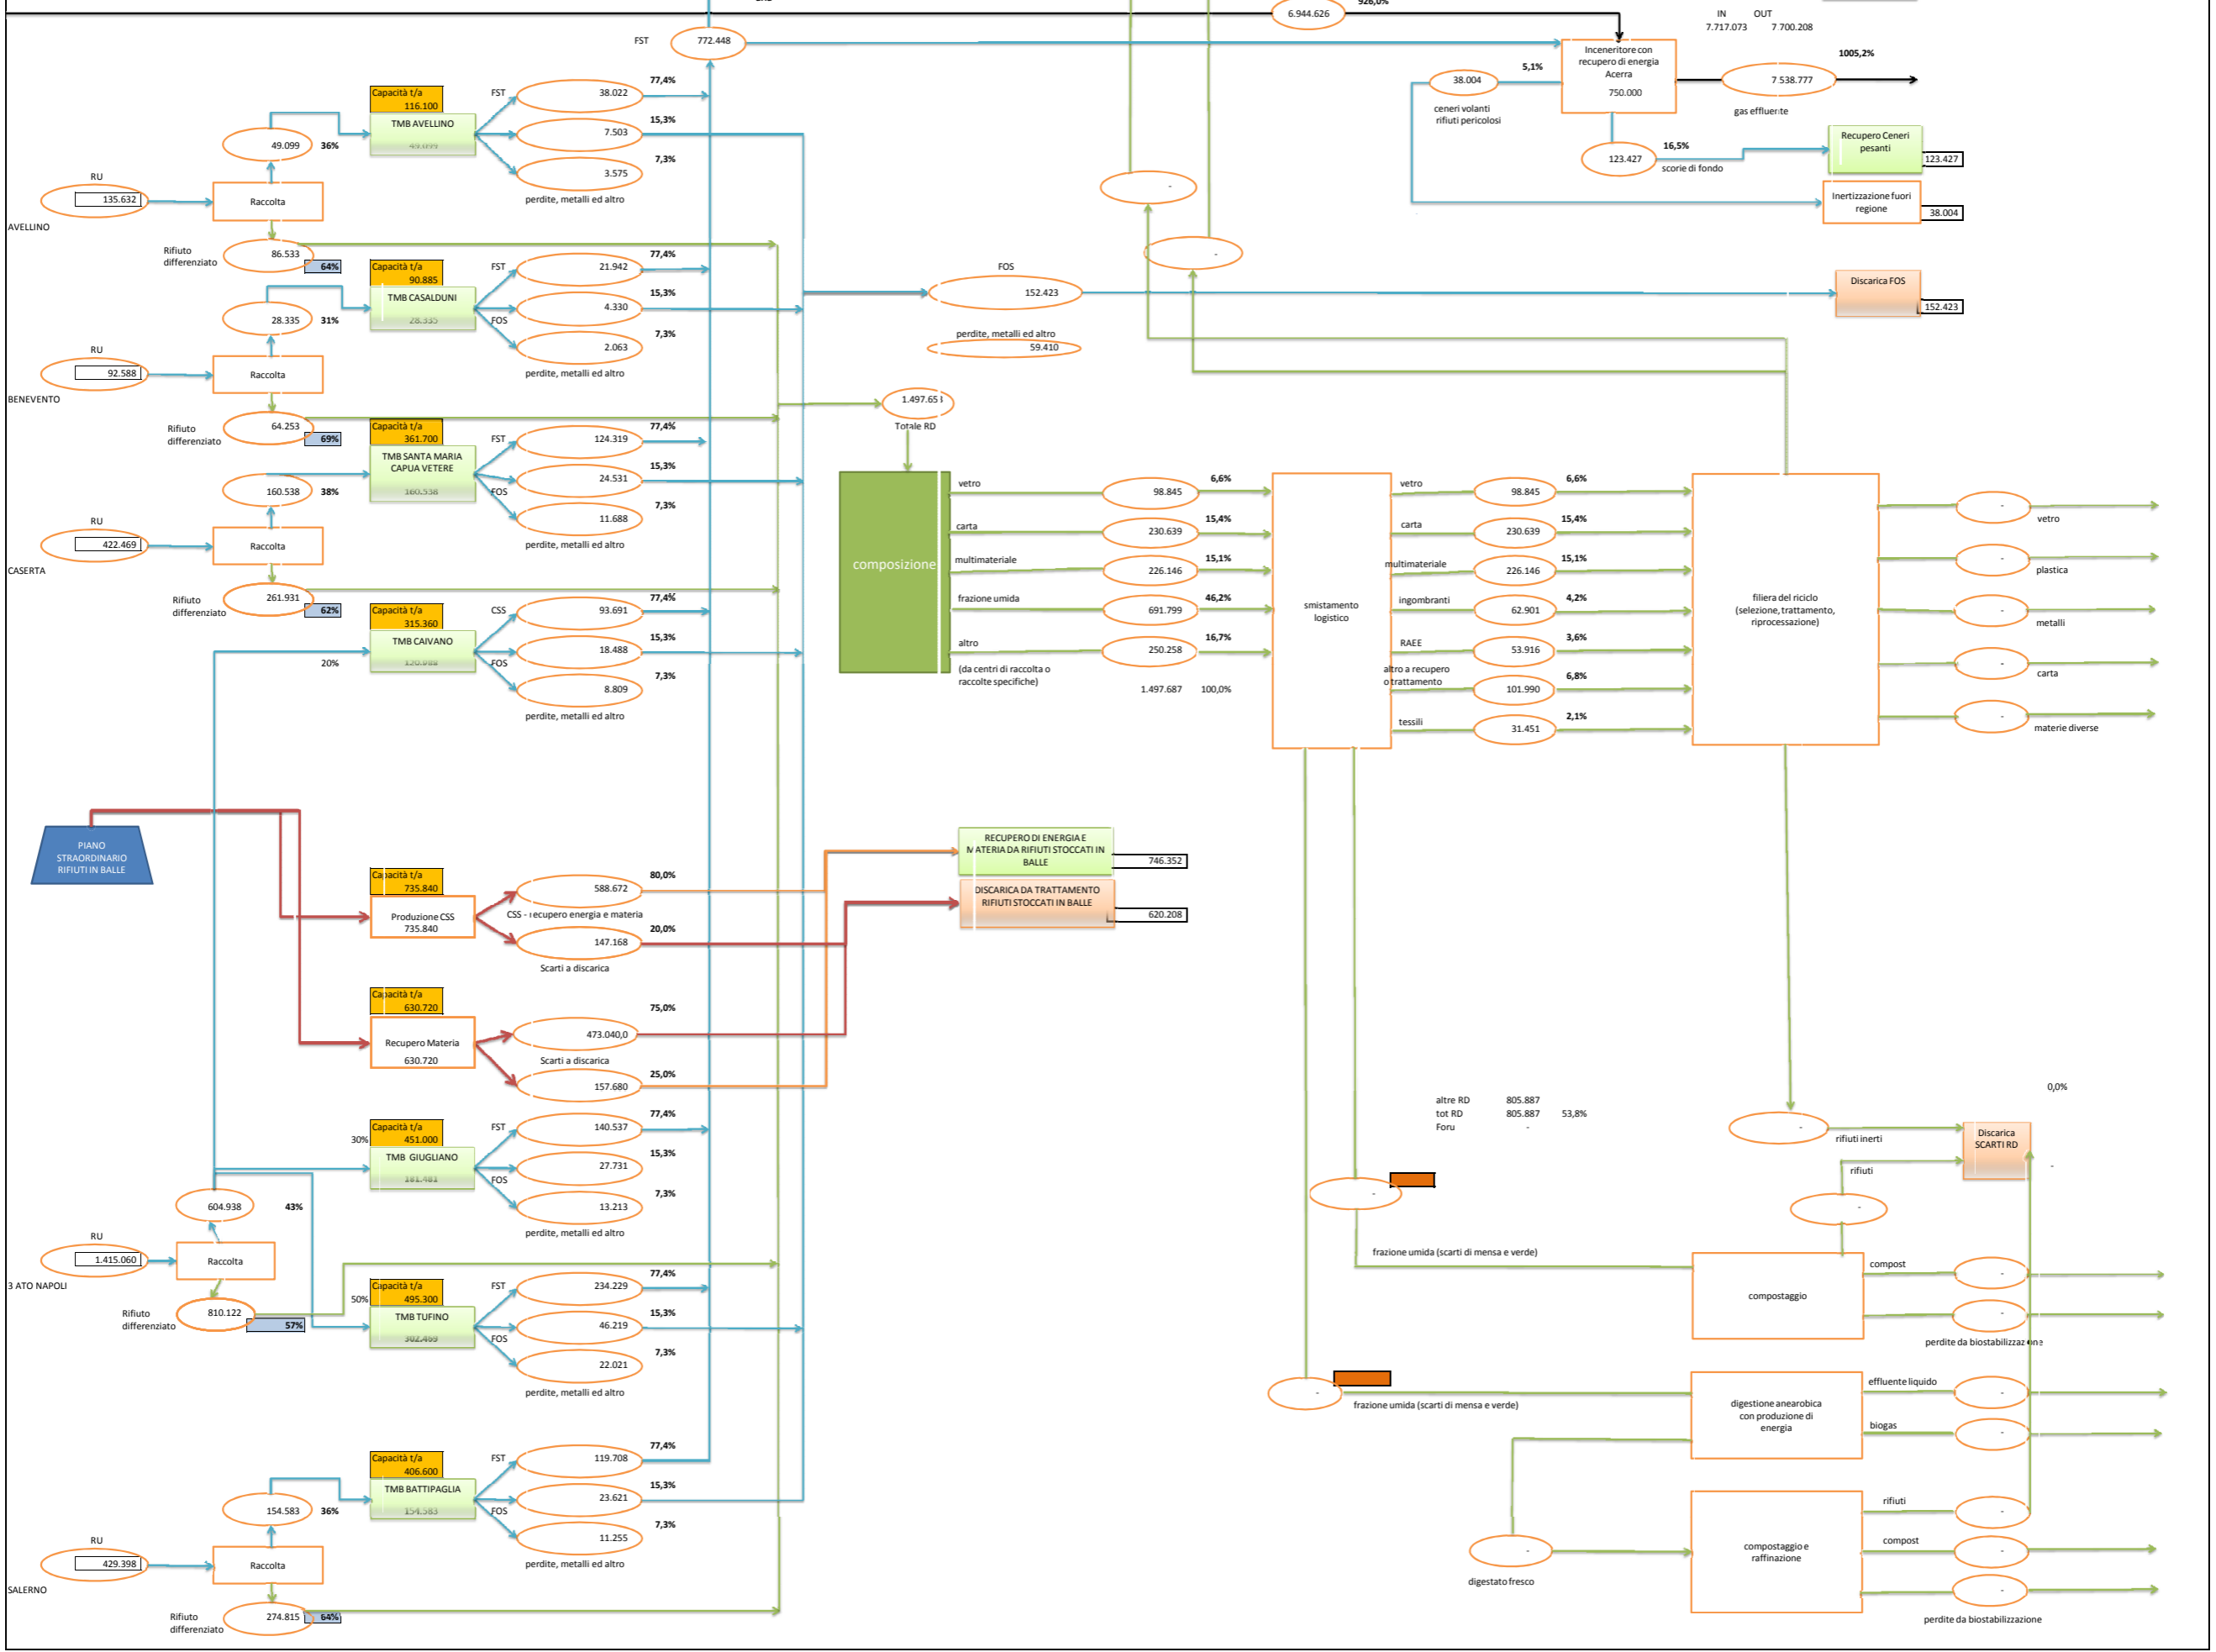 926,0%
6.944.626
IN OUT
7.717.073 7.700.208
FST
772.448
Inceneritore con
recupero di energia
Acerra
750.000
1005,2%
7.538.777
gas effluente
5,1%
38.004
ceneri volanti
rifiuti pericolosi
123.427
16,5%
scorie di fondo
Recupero Ceneri
pesanti
123.427
Inertizzazione fuori
regione
38.004
Capacità t/a
116.100
TMB AVELLINO
49.099
FST
38.022
77,4%
7.503
15,3%
3.575
7,3%
perdite, metalli ed altro
49.099
36%
RU
135.632
Raccolta
AVELLINO
Rifiuto
differenziato
86.533
64%
Capacità t/a
90.885
TMB CASALDUNI
28.335
FST
21.942
77,4%
4.330
15,3%
FOS
2.063
7,3%
perdite, metalli ed altro
28.335
31%
RU
92.588
Raccolta
BENEVENTO
Rifiuto
differenziato
64.253
69%
FOS
152.423
perdite, metalli ed altro
59.410
Discarica FOS
152.423
Capacità t/a
361.700
TMB SANTA MARIA
CAPUA VETERE
160.538
FST
124.319
77,4%
24.531
15,3%
FOS
11.688
7,3%
perdite, metalli ed altro
160.538
38%
RU
422.469
Raccolta
CASERTA
Rifiuto
differenziato
261.931
62%
Capacità t/a
315.360
TMB CAIVANO
120.988
20%
CSS
93.691
77,4%
18.488
15,3%
FOS
8.809
7,3%
perdite, metalli ed altro
1.497.653
Totale RD
composizione
vetro
98.845
6,6%
carta
230.639
15,4%
multimateriale
226.146
15,1%
frazione umida
691.799
46,2%
altro
250.258
16,7%
(da centri di raccolta o
raccolte specifiche)
1.497.687 100,0%
smistamento
logistico
vetro
98.845
6,6%
carta
230.639
15,4%
multimateriale
226.146
15,1%
ingombranti
62.901
4,2%
RAEE
53.916
3,6%
altro a recupero
o trattamento
101.990
6,8%
tessili
31.451
2,1%
filiera del riciclo
(selezione, trattamento,
riprocessazione)
vetro
plastica
metalli
carta
materie diverse
PIANO
STRAORDINARIO
RIFIUTI IN BALLE
Capacità t/a
735.840
Produzione CSS
735.840
588.672
80,0%
CSS - recupero energia e materia
147.168
20,0%
Scarti a discarica
RECUPERO DI ENERGIA E
MATERIA DA RIFIUTI STOCCATI IN
BALLE
746.352
DISCARICA DA TRATTAMENTO
RIFIUTI STOCCATI IN BALLE
620.208
Capacità t/a
630.720
Recupero Materia
630.720
473.040,0
75,0%
Scarti a discarica
157.680
25,0%
Capacità t/a
451.000
30%
TMB GIUGLIANO
181.481
FST
140.537
77,4%
27.731
15,3%
FOS
13.213
7,3%
perdite, metalli ed altro
604.938
43%
RU
1.415.060
Raccolta
3 ATO NAPOLI
Rifiuto
differenziato
810.122
57%
Capacità t/a
495.300
50%
TMB TUFINO
302.469
FST
234.229
77,4%
46.219
15,3%
FOS
22.021
7,3%
perdite, metalli ed altro
Capacità t/a
406.600
TMB BATTIPAGLIA
154.583
FST
119.708
77,4%
23.621
15,3%
FOS
11.255
7,3%
perdite, metalli ed altro
154.583
36%
RU
429.398
Raccolta
SALERNO
Rifiuto
differenziato
274.815
64%
altre RD 805.887
tot RD 805.887 53,8%
Foru -
0,0%
rifiuti inerti
Discarica
SCARTI RD
rifiuti
frazione umida (scarti di mensa e verde)
compostaggio
compost
perdite da biostabilizzazione
frazione umida (scarti di mensa e verde)
digestione anearobica
con produzione di
energia
effluente liquido
biogas
digestato fresco
compostaggio e
raffinazione
rifiuti
compost
perdite da biostabilizzazione